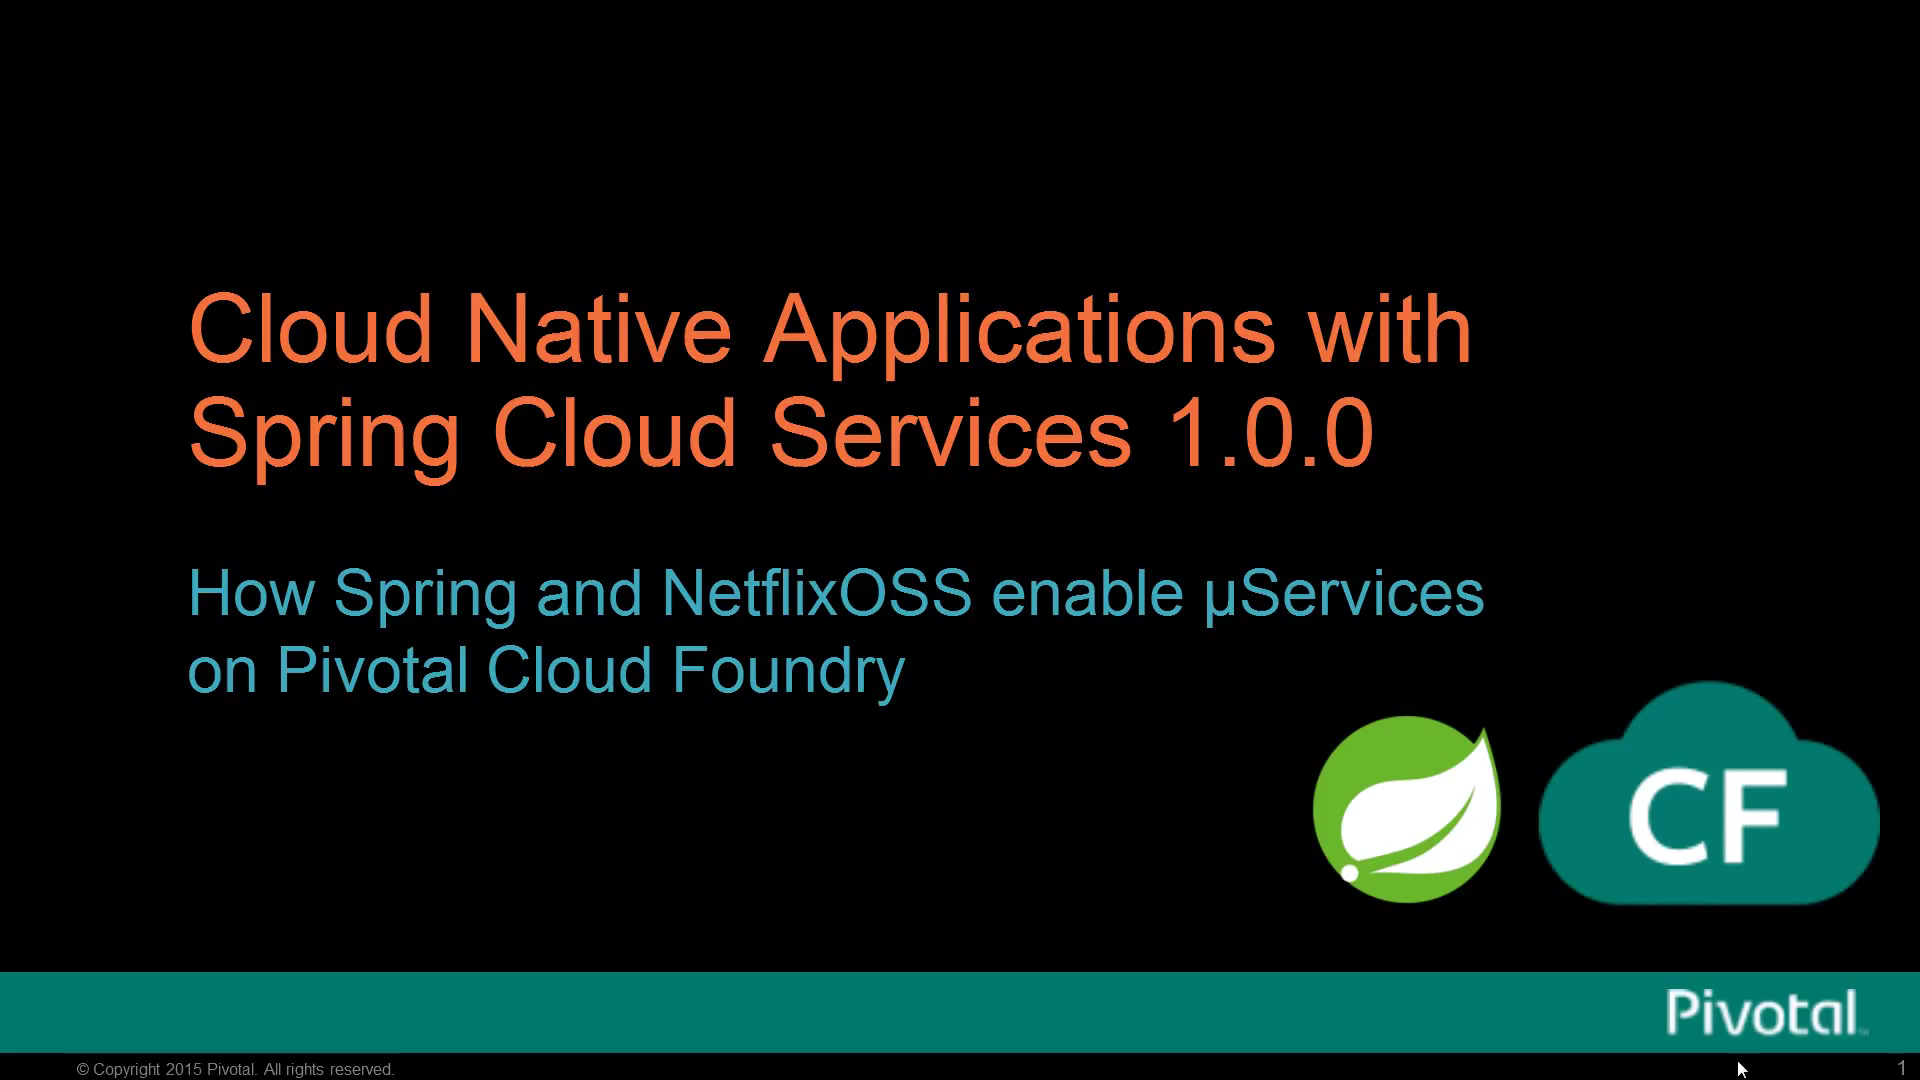 Cloud Native Applications with
Spring Cloud Services 1.0.0
How Spring and NetflixOSS enable µServices
on Pivotal Cloud Foundry
CF
Pivotal™
© Copyright 2015 Pivotal. All rights reserved.
1